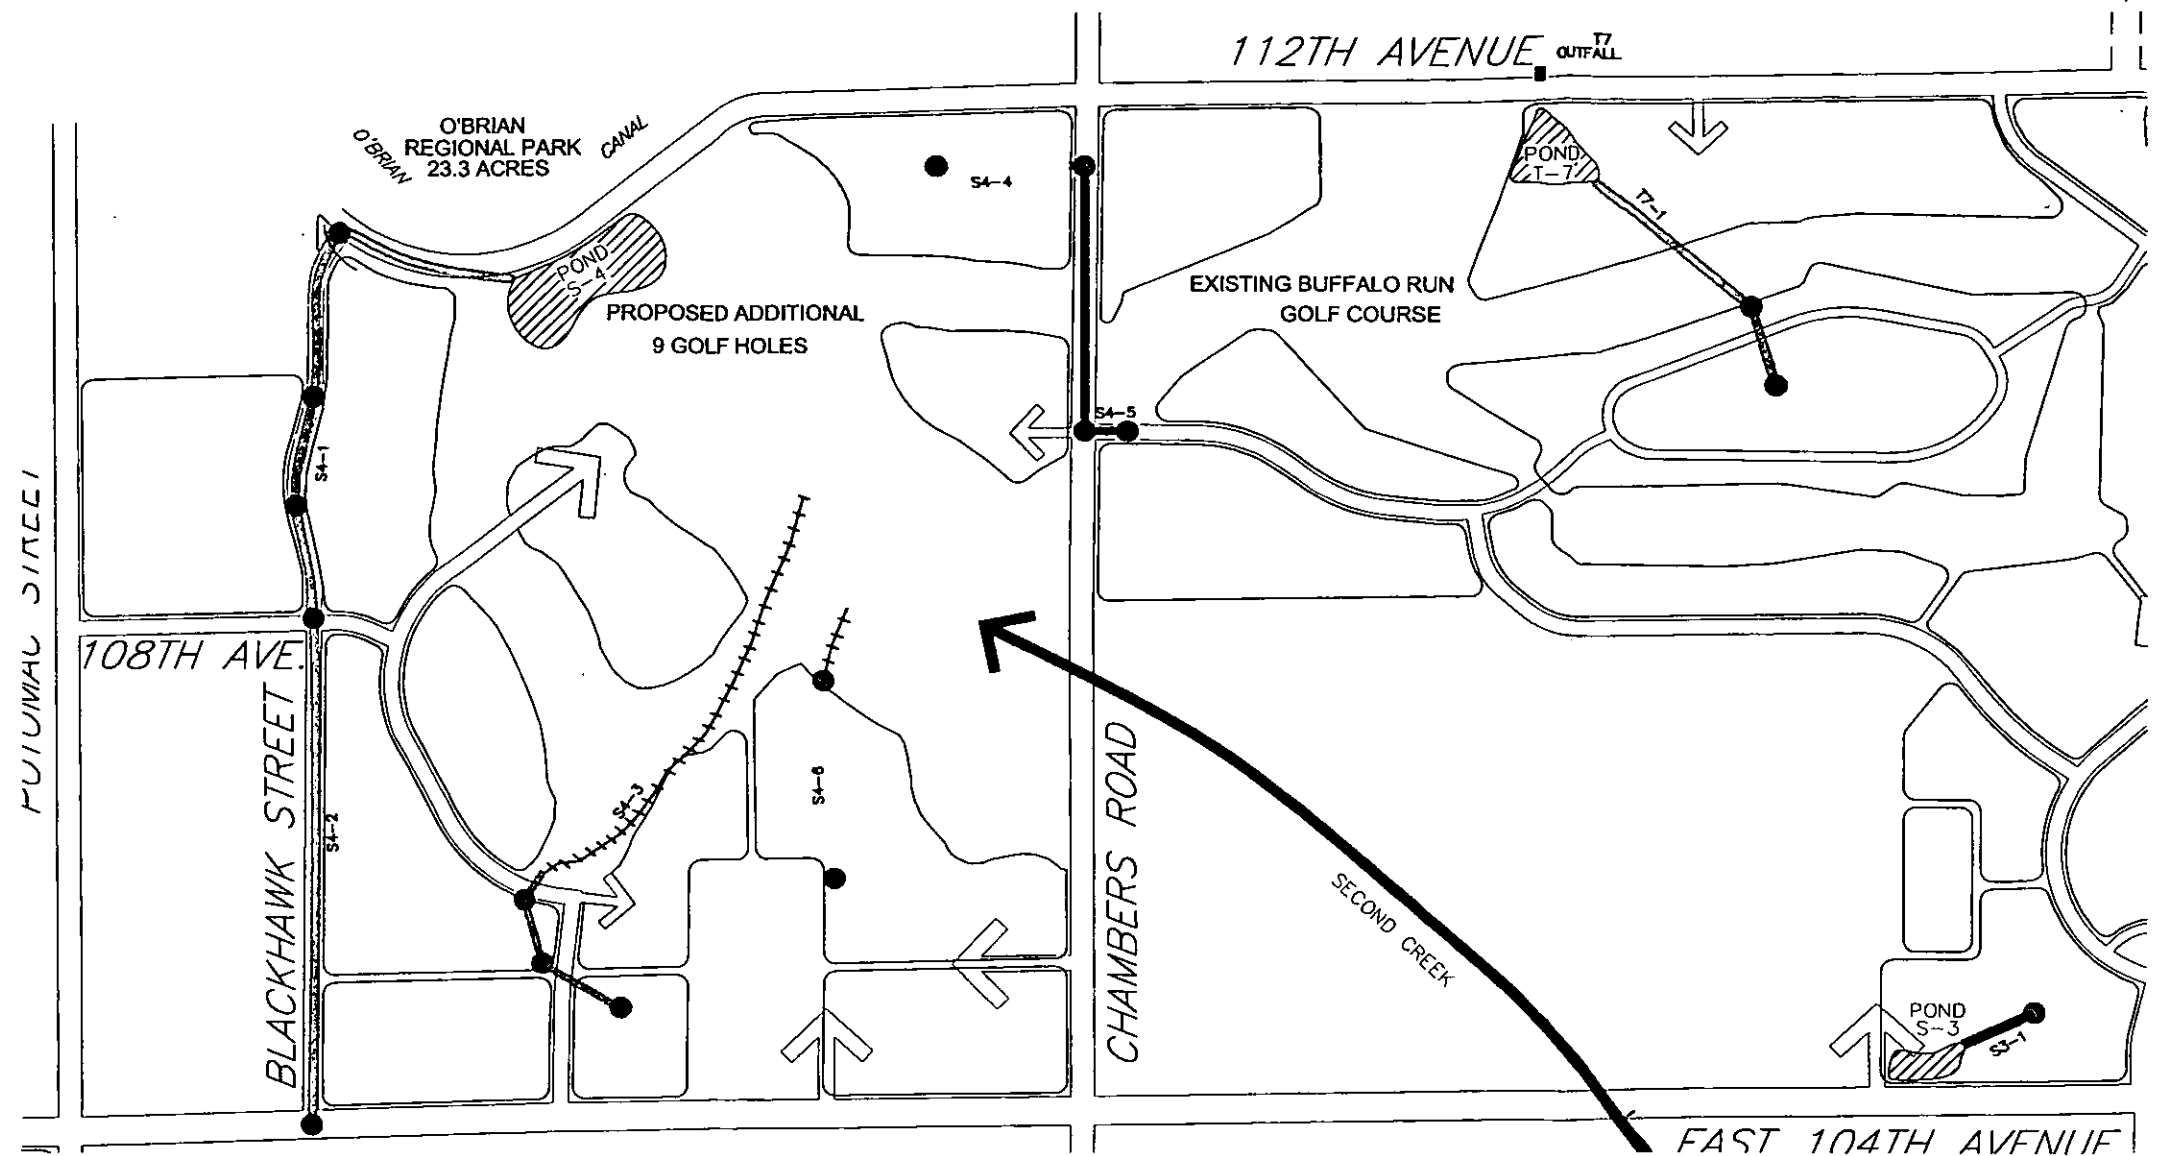 112TH AVENUE
T7
OUTFALL
O'BRIAN
REGIONAL PARK
23.3 ACRES
O'BRIAN
CANAL
S4-4
POND
T-7
T7-1
POND
S-4
PROPOSED ADDITIONAL
9 GOLF HOLES
EXISTING BUFFALO RUN
GOLF COURSE
S4-5
S4-1
POTOMAC STREET
108TH AVE.
BLACKHAWK STREET
S4-2
S4-3
S4-6
CHAMBERS ROAD
SECOND CREEK
POND
S-3
S3-1
EAST 104TH AVENUE